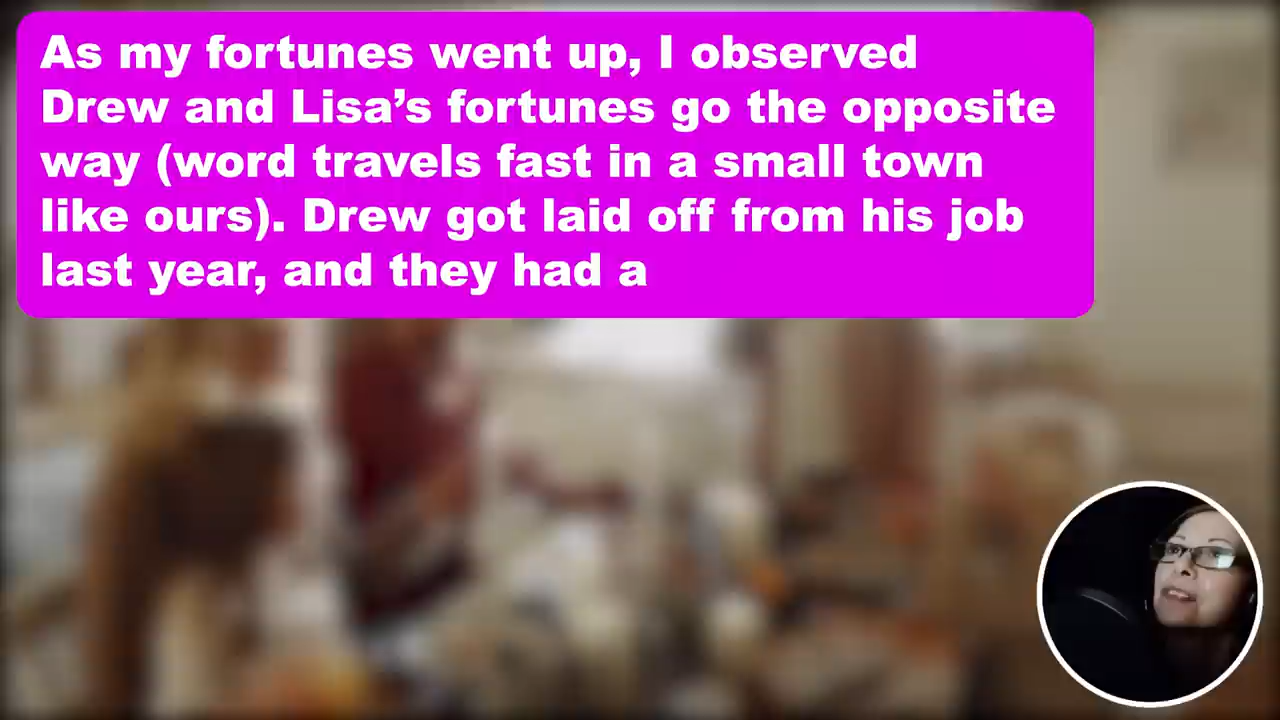 As my fortunes went up, I observed
Drew and Lisa’s fortunes go the opposite
way (word travels fast in a small town
like ours). Drew got laid off from his job
last year, and they had a